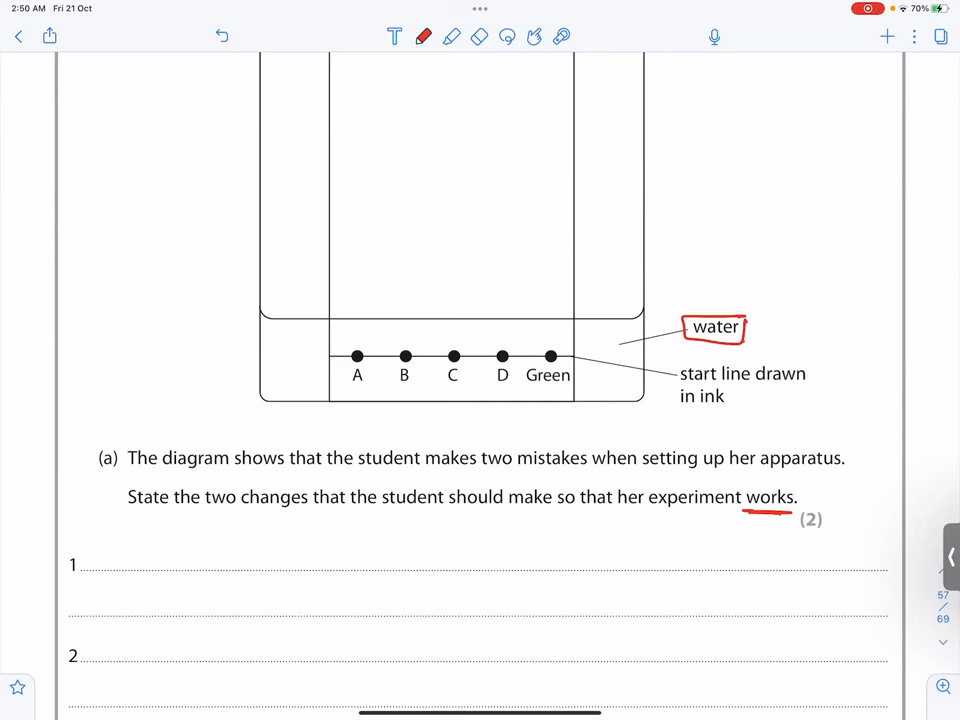 2:50 AM Fri 21 Oct
70%
water
start line drawn
in ink
A B C D Green
(a) The diagram shows that the student makes two mistakes when setting up her apparatus.
State the two changes that the student should make so that her experiment works.
(2)
1
57
/
69
2